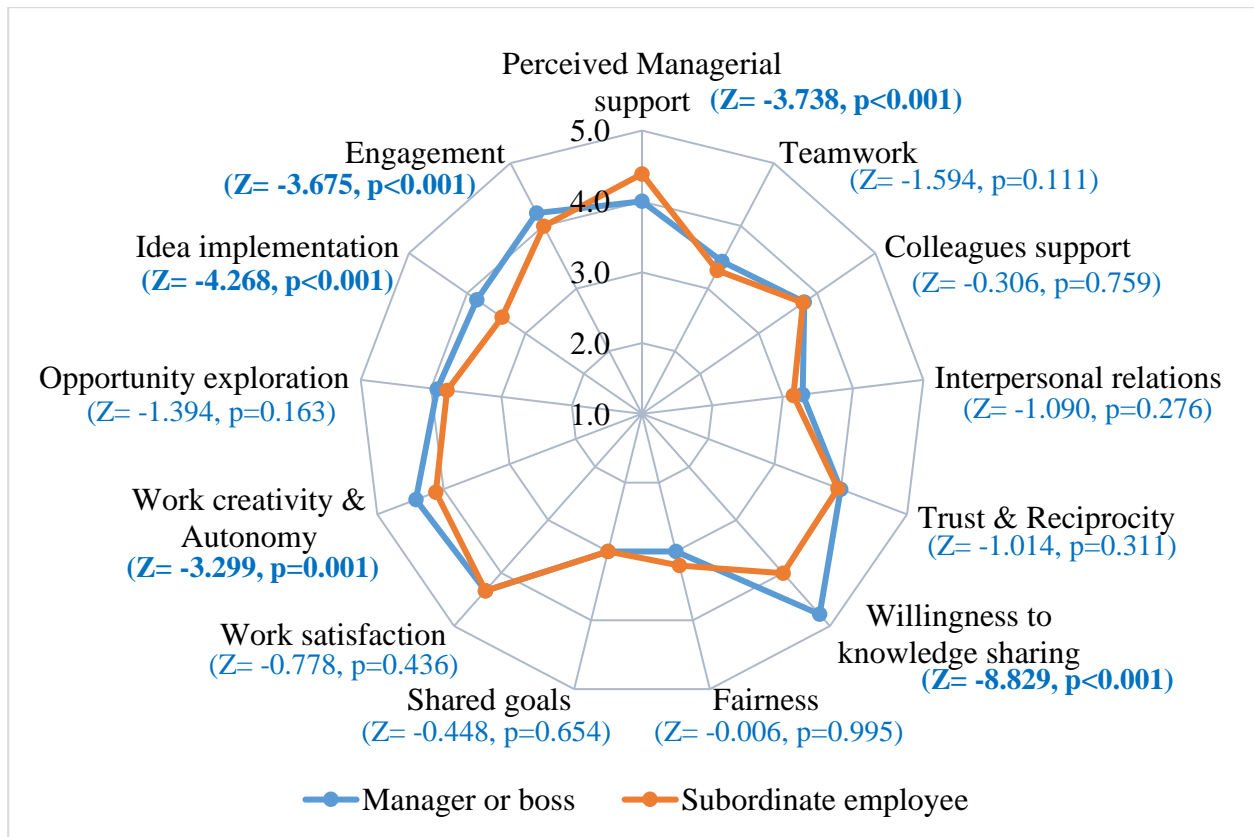 Perceived Managerial
support (Z= -3.738, p<0.001)
5.0
Engagement
(Z= -3.675, p<0.001)
Teamwork
(Z= -1.594, p=0.111)
4.0
Idea implementation
(Z= -4.268, p<0.001)
Colleagues support
(Z= -0.306, p=0.759)
3.0
2.0
Opportunity exploration
(Z= -1.394, p=0.163)
Interpersonal relations
(Z= -1.090, p=0.276)
1.0
Work creativity &
Autonomy
(Z= -3.299, p=0.001)
Trust & Reciprocity
(Z= -1.014, p=0.311)
Work satisfaction
(Z= -0.778, p=0.436)
Willingness to
knowledge sharing
(Z= -8.829, p<0.001)
Shared goals
(Z= -0.448, p=0.654)
Fairness
(Z= -0.006, p=0.995)
Manager or boss
Subordinate employee